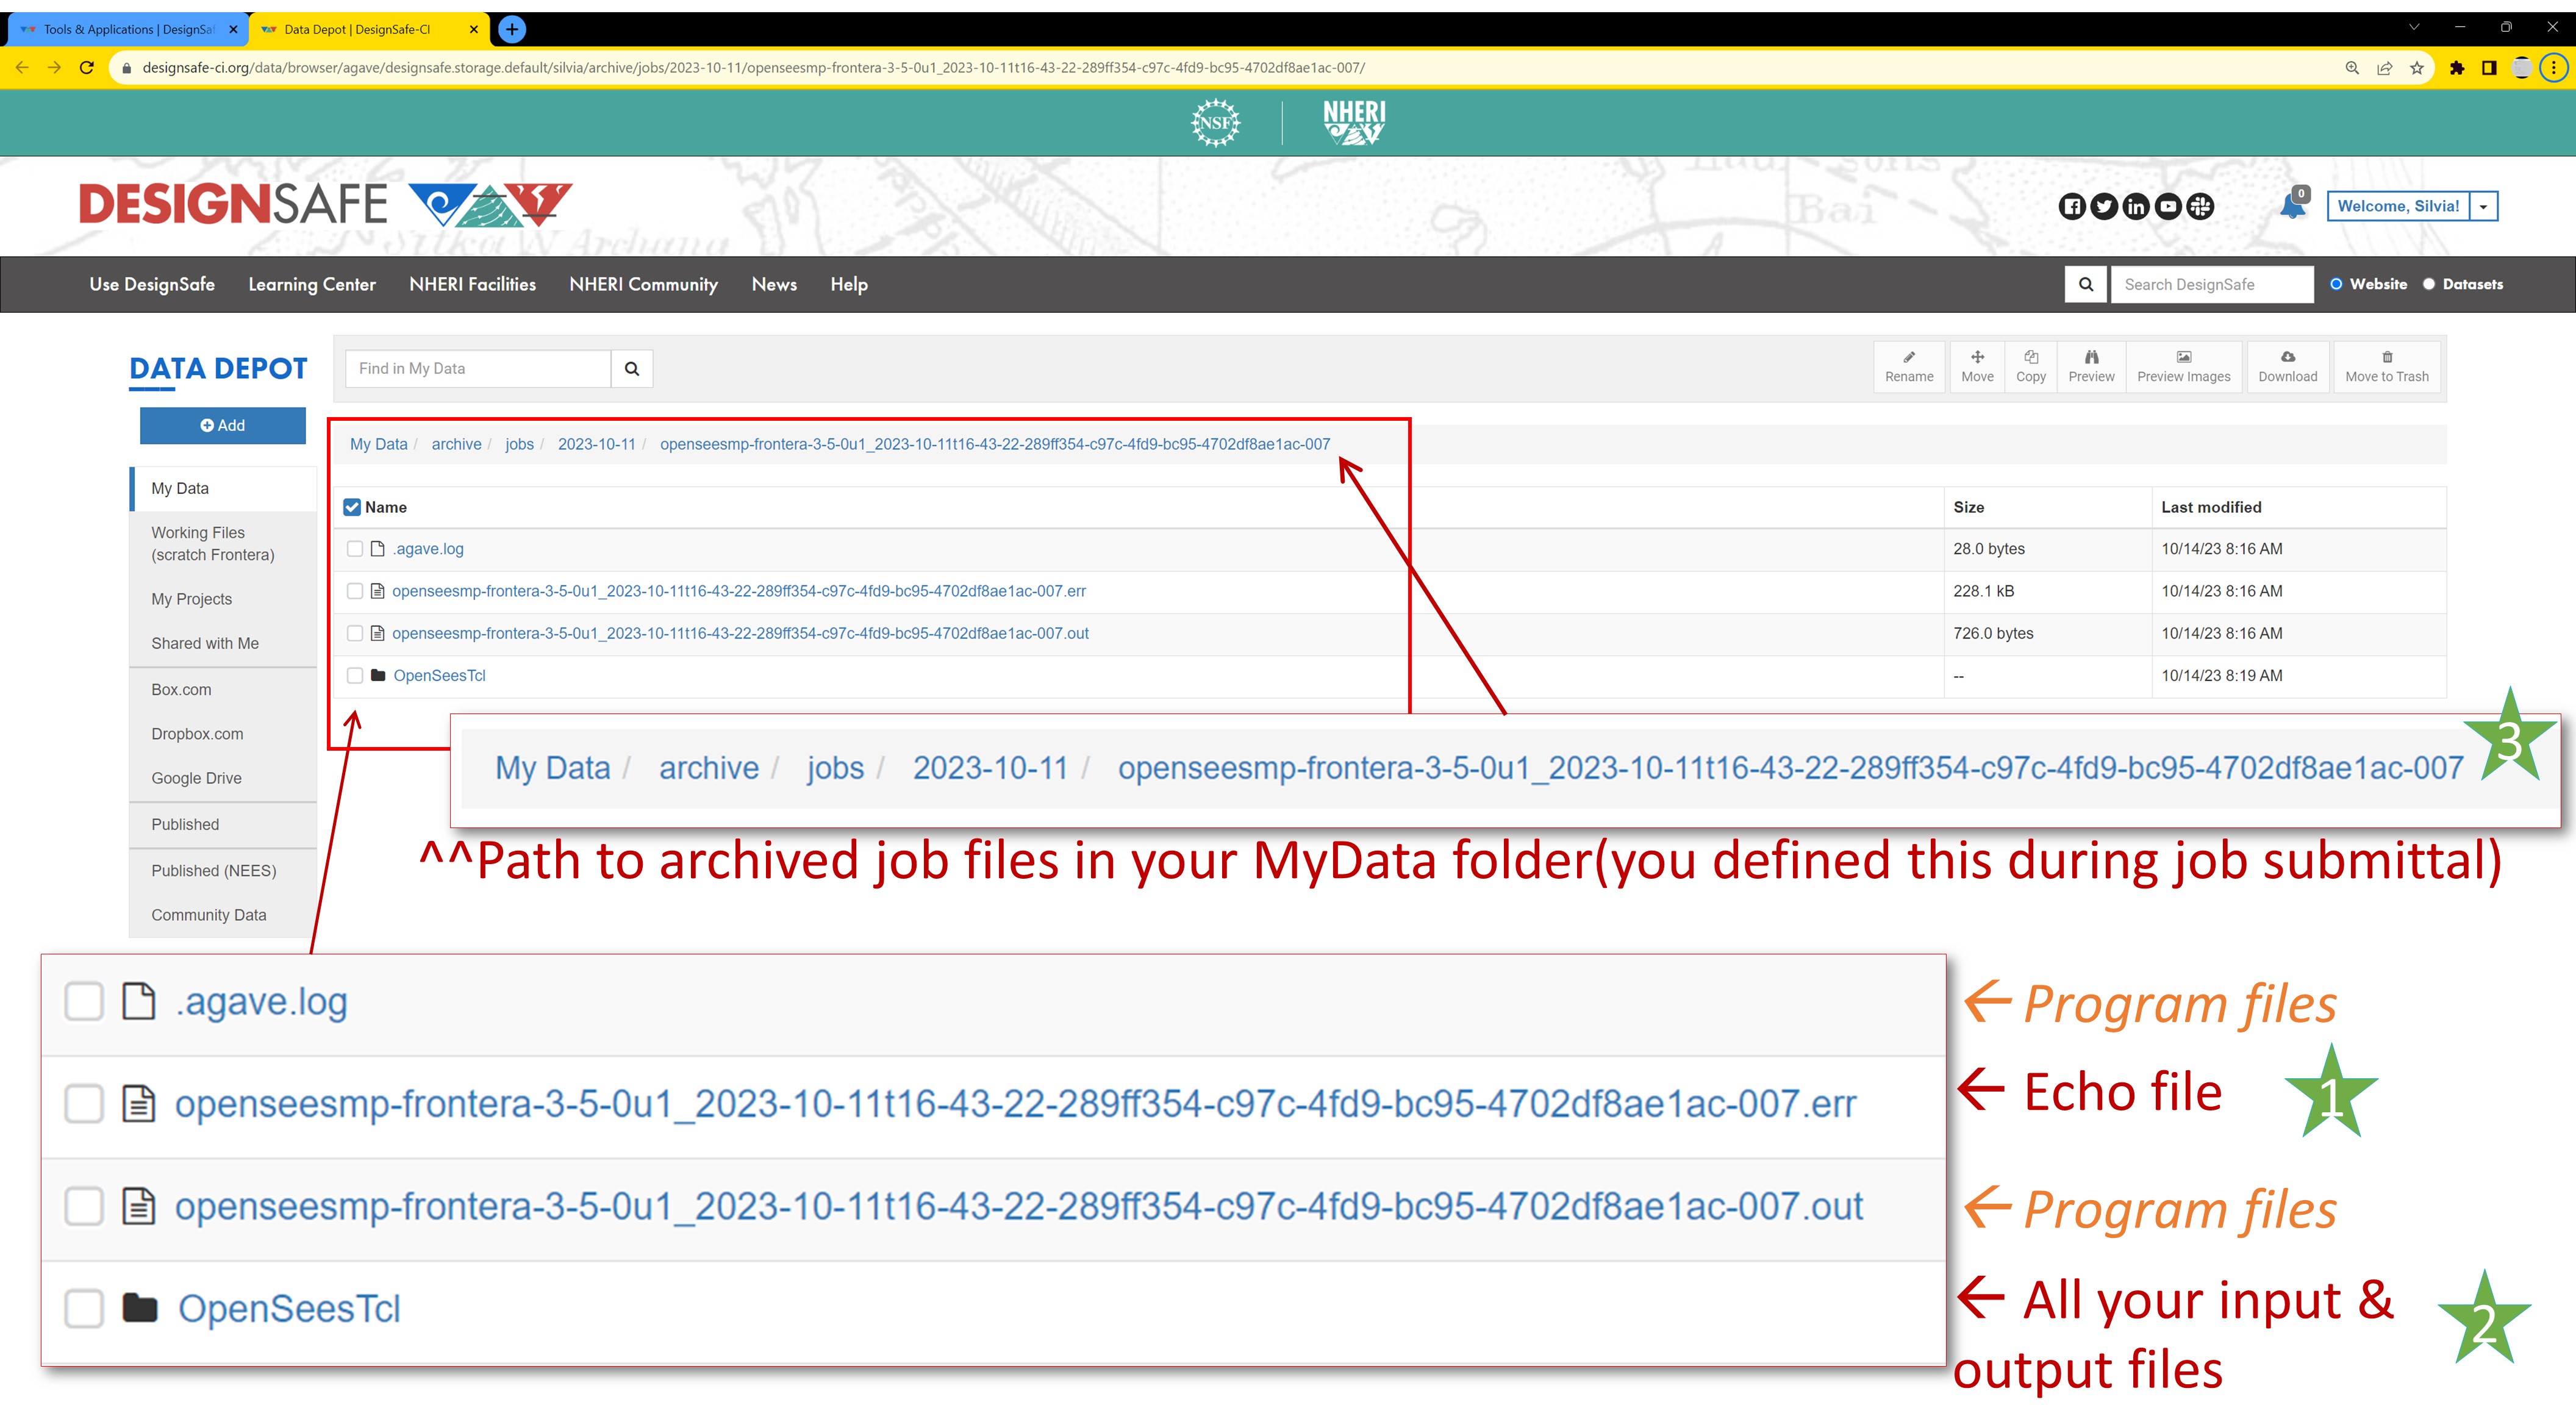 Tools & Applications | DesignSaf
Data Depot | DesignSafe-CI
designsafe-ci.org/data/browser/agave/designsafe.storage.default/silvia/archive/jobs/2023-10-11/openseesmp-frontera-3-5-0u1_2023-10-11t16-43-22-289ff354-c97c-4fd9-bc95-4702df8ae1ac-007/
NSF
NHERI
DESIGNSAFE
0
Welcome, Silvia!
Use DesignSafe Learning Center NHERI Facilities NHERI Community News Help
Search DesignSafe Website Datasets
DATA DEPOT
Find in My Data
Rename Move Copy Preview Preview Images Download Move to Trash
Add
My Data / archive / jobs / 2023-10-11 / openseesmp-frontera-3-5-0u1_2023-10-11t16-43-22-289ff354-c97c-4fd9-bc95-4702df8ae1ac-007
My Data
Working Files
(scratch Frontera)
My Projects
Shared with Me
Box.com
Dropbox.com
Google Drive
Published
Published (NEES)
Community Data
Name Size Last modified
.agave.log 28.0 bytes 10/14/23 8:16 AM
openseesmp-frontera-3-5-0u1_2023-10-11t16-43-22-289ff354-c97c-4fd9-bc95-4702df8ae1ac-007.err 228.1 kB 10/14/23 8:16 AM
openseesmp-frontera-3-5-0u1_2023-10-11t16-43-22-289ff354-c97c-4fd9-bc95-4702df8ae1ac-007.out 726.0 bytes 10/14/23 8:16 AM
OpenSeesTcl -- 10/14/23 8:19 AM
My Data / archive / jobs / 2023-10-11 / openseesmp-frontera-3-5-0u1_2023-10-11t16-43-22-289ff354-c97c-4fd9-bc95-4702df8ae1ac-007
3
^^Path to archived job files in your MyData folder(you defined this during job submittal)
.agave.log
← Program files
openseesmp-frontera-3-5-0u1_2023-10-11t16-43-22-289ff354-c97c-4fd9-bc95-4702df8ae1ac-007.err
← Echo file
1
openseesmp-frontera-3-5-0u1_2023-10-11t16-43-22-289ff354-c97c-4fd9-bc95-4702df8ae1ac-007.out
← Program files
OpenSeesTcl
← All your input &
output files
2